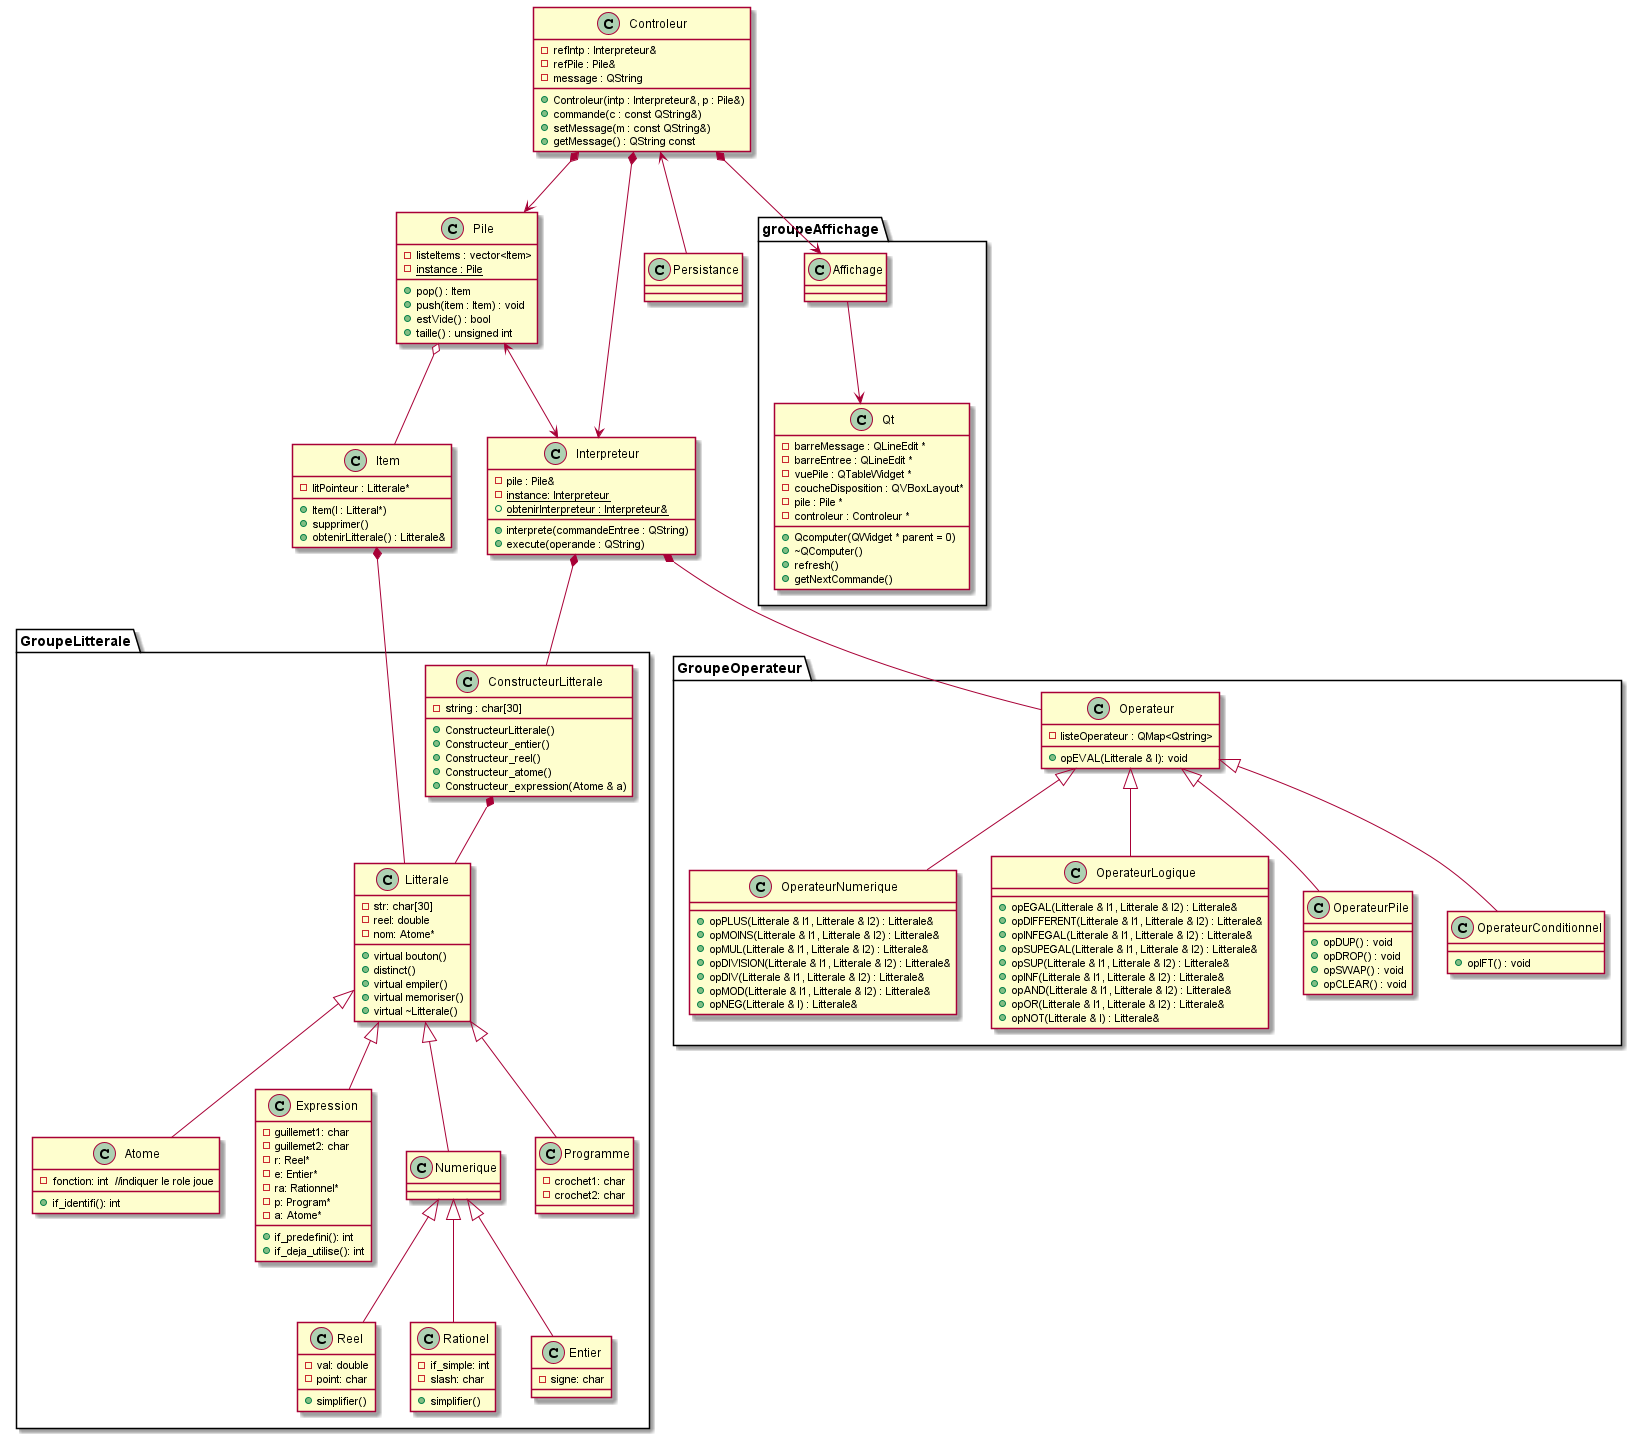 C Controleur
refIntp : Interpreteur&
refPile : Pile&
message : QString
Controleur(intp : Interpreteur&, p : Pile&)
commande(c : const QString&)
setMessage(m : const QString&)
getMessage() : QString const
C Pile
listeItems : vector<Item>
instance : Pile
pop() : Item
push(item : Item) : void
estVide() : bool
taille() : unsigned int
C Persistance
groupeAffichage
C Affichage
C Qt
barreMessage : QLineEdit *
barreEntree : QLineEdit *
vuePile : QTableWidget *
coucheDisposition : QVBoxLayout*
pile : Pile *
controleur : Controleur *
Qcomputer(QWidget * parent = 0)
~QComputer()
refresh()
getNextCommande()
C Item
litPointeur : Litterale*
Item(l : Litteral*)
supprimer()
obtenirLitterale() : Litterale&
C Interpreteur
pile : Pile&
instance: Interpreteur
obtenirInterpreteur : Interpreteur&
interprete(commandeEntree : QString)
execute(operande : QString)
GroupeLitterale
C ConstructeurLitterale
string : char[30]
ConstructeurLitterale()
Constructeur_entier()
Constructeur_reel()
Constructeur_atome()
Constructeur_expression(Atome & a)
C Litterale
str: char[30]
reel: double
nom: Atome*
virtual bouton()
distinct()
virtual empiler()
virtual memoriser()
virtual ~Litterale()
C Atome
fonction: int //indiquer le role joue
if_identifi(): int
C Expression
guillemet1: char
guillemet2: char
r: Reel*
e: Entier*
ra: Rationnel*
p: Program*
a: Atome*
if_predefini(): int
if_deja_utilise(): int
C Numerique
C Programme
crochet1: char
crochet2: char
C Reel
val: double
point: char
simplifier()
C Rationel
if_simple: int
slash: char
simplifier()
C Entier
signe: char
GroupeOperateur
C Operateur
listeOperateur : QMap<Qstring>
opEVAL(Litterale & l): void
C OperateurNumerique
opPLUS(Litterale & l1, Litterale & l2) : Litterale&
opMOINS(Litterale & l1, Litterale & l2) : Litterale&
opMUL(Litterale & l1, Litterale & l2) : Litterale&
opDIVISION(Litterale & l1, Litterale & l2) : Litterale&
opDIV(Litterale & l1, Litterale & l2) : Litterale&
opMOD(Litterale & l1, Litterale & l2) : Litterale&
opNEG(Litterale & l) : Litterale&
C OperateurLogique
opEGAL(Litterale & l1, Litterale & l2) : Litterale&
opDIFFERENT(Litterale & l1, Litterale & l2) : Litterale&
opINFEGAL(Litterale & l1, Litterale & l2) : Litterale&
opSUPEGAL(Litterale & l1, Litterale & l2) : Litterale&
opSUP(Litterale & l1, Litterale & l2) : Litterale&
opINF(Litterale & l1, Litterale & l2) : Litterale&
opAND(Litterale & l1, Litterale & l2) : Litterale&
opOR(Litterale & l1, Litterale & l2) : Litterale&
opNOT(Litterale & l) : Litterale&
C OperateurPile
opDUP() : void
opDROP() : void
opSWAP() : void
opCLEAR() : void
C OperateurConditionnel
opIFT() : void